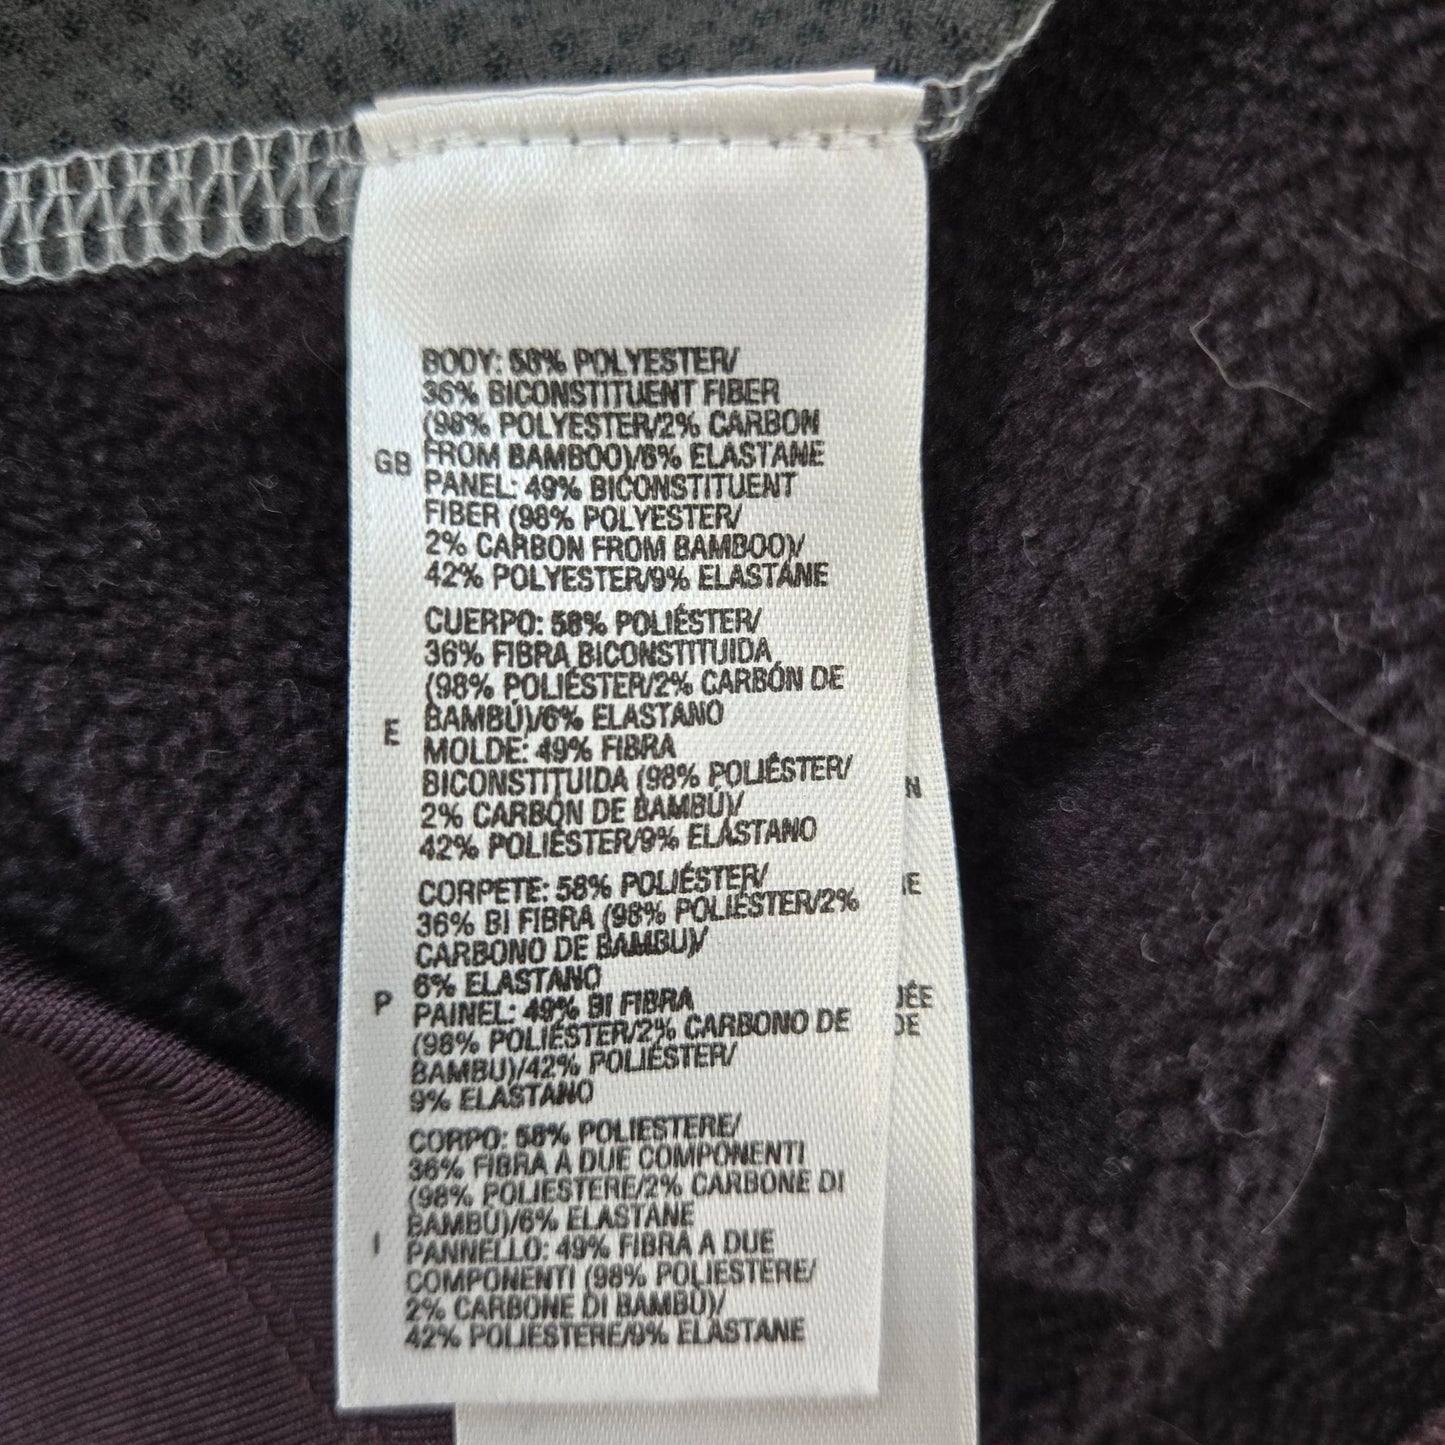 BODY: 58% POLYESTER/
36% BICONSTITUENT FIBER
(98% POLYESTER/2% CARBON
GB FROM BAMBOO)/6% ELASTANE
PANEL: 49% BICONSTITUENT
FIBER (98% POLYESTER/
2% CARBON FROM BAMBOO)/
42% POLYESTER/9% ELASTANE
CUERPO: 58% POLIÉSTER/
36% FIBRA BICONSTITUIDA
(98% POLIÉSTER/2% CARBÓN DE
E BAMBÚ)/6% ELASTANO
MOLDE: 49% FIBRA
BICONSTITUIDA (98% POLIÉSTER/
2% CARBÓN DE BAMBÚ)/
42% POLIÉSTER/9% ELASTANO
CORPETE: 58% POLIÉSTER/
36% BI FIBRA (98% POLIÉSTER/2%
CARBONO DE BAMBU)/
6% ELASTANO
P PAINEL: 49% BI FIBRA
(98% POLIÉSTER/2% CARBONO DE
BAMBU)/42% POLIÉSTER/
9% ELASTANO
CORPO: 58% POLIESTERE/
36% FIBRA A DUE COMPONENTI
(98% POLIESTERE/2% CARBONE DI
BAMBÙ)/6% ELASTANE
I PANNELLO: 49% FIBRA A DUE
COMPONENTI (98% POLIESTERE/
2% CARBONE DI BAMBÙ)/
42% POLIESTERE/9% ELASTANE